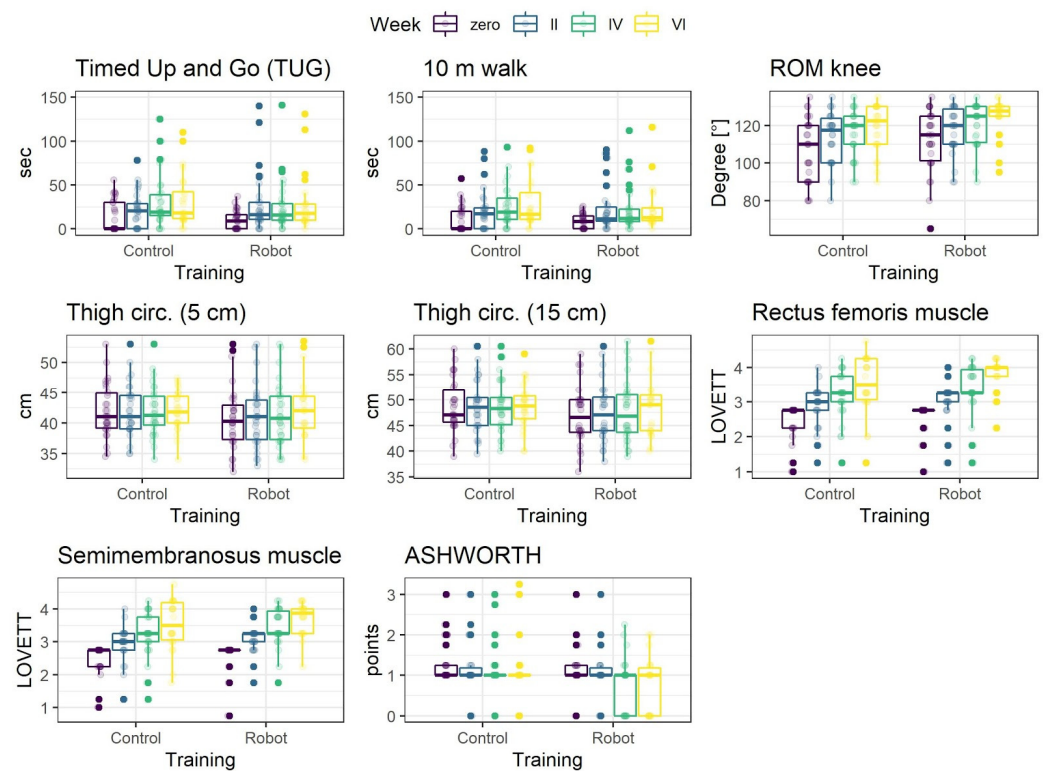 Week zero II IV VI
Timed Up and Go (TUG)
150
100
50
0
sec
Control Robot
Training
10 m walk
150
100
50
0
sec
Control Robot
Training
ROM knee
120
100
80
Degree [°]
Control Robot
Training
Thigh circ. (5 cm)
50
45
40
35
cm
Control Robot
Training
Thigh circ. (15 cm)
60
55
50
45
40
35
cm
Control Robot
Training
Rectus femoris muscle
4
3
2
1
LOVETT
Control Robot
Training
Semimembranosus muscle
4
3
2
1
LOVETT
Control Robot
Training
ASHWORTH
3
2
1
0
points
Control Robot
Training